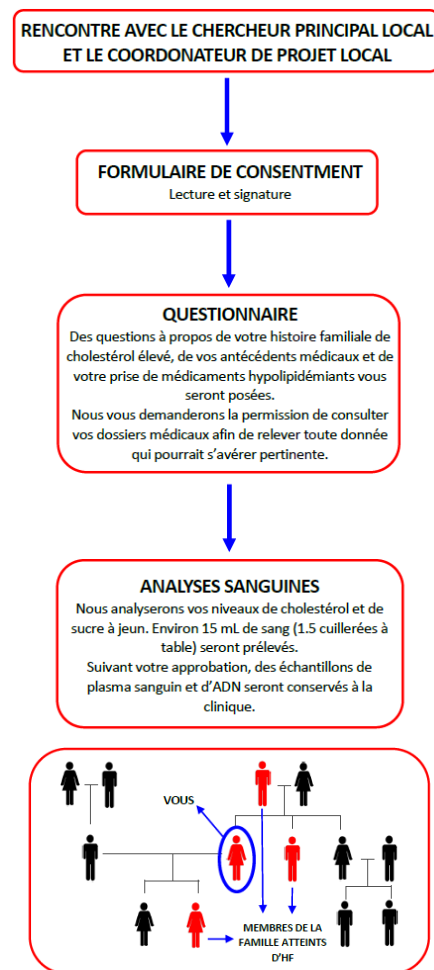 RENCONTRE AVEC LE CHERCHEUR PRINCIPAL LOCAL
ET LE COORDONATEUR DE PROJET LOCAL
FORMULAIRE DE CONSENTMENT
Lecture et signature
QUESTIONNAIRE
Des questions à propos de votre histoire familiale de
cholestérol élevé, de vos antécédents médicaux et de
votre prise de médicaments hypolipidémiants vous
seront posées.
Nous vous demanderons la permission de consulter
vos dossiers médicaux afin de relever toute donnée
qui pourrait s'avérer pertinente.
ANALYSES SANGUINES
Nous analyserons vos niveaux de cholestérol et de
sucre à jeun. Environ 15 mL de sang (1.5 cuillerées à
table) seront prélevés.
Suivant votre approbation, des échantillons de
plasma sanguin et d'ADN seront conservés à la
clinique.
VOUS
MEMBRES DE LA
FAMILLE ATTEINTS
D'HF